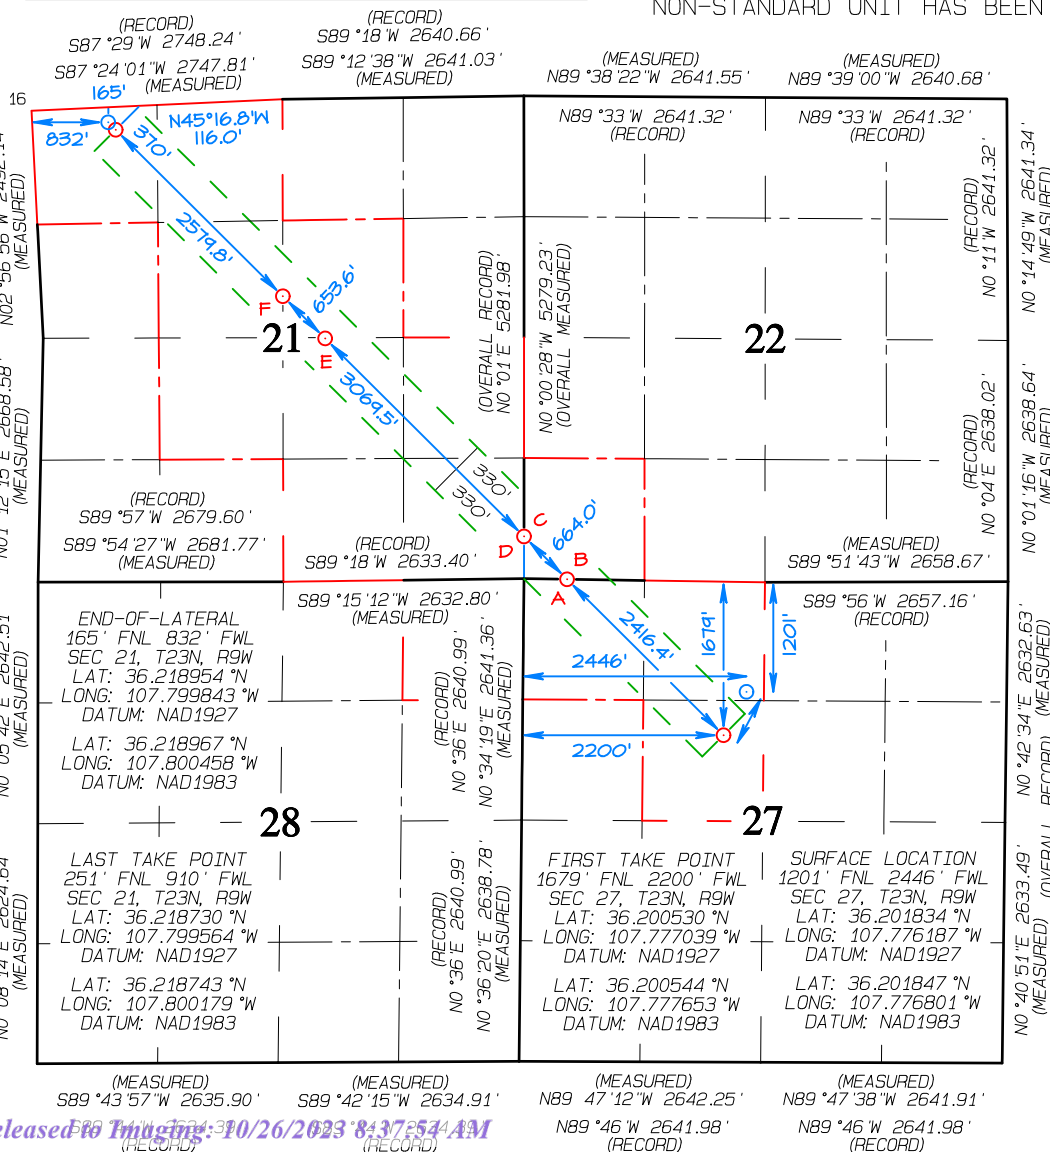 NON-STANDARD UNIT HAS BEEN
(RECORD)
S87°29'W 2748.24'
S87°24'01"W 2747.81'
(MEASURED)
(RECORD)
S89°18'W 2640.66'
S89°12'38"W 2641.03'
(MEASURED)
(MEASURED)
N89°38'22"W 2641.55'
N89°33'W 2641.32'
(RECORD)
(MEASURED)
N89°39'00"W 2640.68'
N89°33'W 2641.32'
(RECORD)
16
165'
832'
N45°16.8'W
116.0'
370'
2579.8'
F
653.6'
E
21
22
3069.5'
330'
330'
C
D
664.0'
B
A
(MEASURED)
(OVERALL RECORD)
N0°01'E 5281.98'
N0°00'28"W 5279.23'
(OVERALL MEASURED)
(RECORD)
N0°11'W 2641.32'
N0°14'49"W 2641.34'
(RECORD)
N0°04'E 2638.02'
N0°01'16"W 2638.64'
N01°12'15"E 2668.58'
(MEASURED)
(RECORD)
S89°57'W 2679.60'
S89°54'27"W 2681.77'
(MEASURED)
(RECORD)
S89°18'W 2633.40'
S89°15'12"W 2632.80'
(MEASURED)
(MEASURED)
S89°51'43"W 2658.67'
S89°56'W 2657.16'
(RECORD)
2416.4'
1679'
1201'
2446'
2200'
END-OF-LATERAL
165' FNL 832' FWL
SEC 21, T23N, R9W
LAT: 36.218954°N
LONG: 107.799843°W
DATUM: NAD1927
LAT: 36.218967°N
LONG: 107.800458°W
DATUM: NAD1983
(MEASURED)
(RECORD)
N0°36'E 2640.99'
N0°34'19"E 2641.36'
(MEASURED)
N0°42'34"E 2632.63'
(MEASURED)
28
27
LAST TAKE POINT
251' FNL 910' FWL
SEC 21, T23N, R9W
LAT: 36.218730°N
LONG: 107.799564°W
DATUM: NAD1927
LAT: 36.218743°N
LONG: 107.800179°W
DATUM: NAD1983
(MEASURED)
(RECORD)
N0°36'E 2640.99'
N0°36'20"E 2638.78'
(MEASURED)
FIRST TAKE POINT
1679' FNL 2200' FWL
SEC 27, T23N, R9W
LAT: 36.200530°N
LONG: 107.777039°W
DATUM: NAD1927
LAT: 36.200544°N
LONG: 107.777653°W
DATUM: NAD1983
SURFACE LOCATION
1201' FNL 2446' FWL
SEC 27, T23N, R9W
LAT: 36.201834°N
LONG: 107.776187°W
DATUM: NAD1927
LAT: 36.201847°N
LONG: 107.776801°W
DATUM: NAD1983
N0°40'51"E 2633.49'
(MEASURED)
(MEASURED)
S89°43'57"W 2635.90'
(RECORD)
(MEASURED)
S89°42'15"W 2634.91'
(RECORD)
(MEASURED)
N89 47'12"W 2642.25'
N89°46'W 2641.98'
(RECORD)
(MEASURED)
N89°47'38"W 2641.91'
N89°46'W 2641.98'
(RECORD)
eleased to Imaging: 10/26/2023 8:37:54 AM